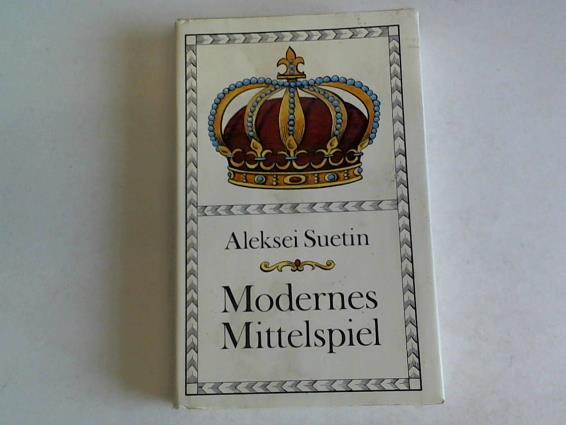 Aleksei Suetin
Modernes
Mittelspiel